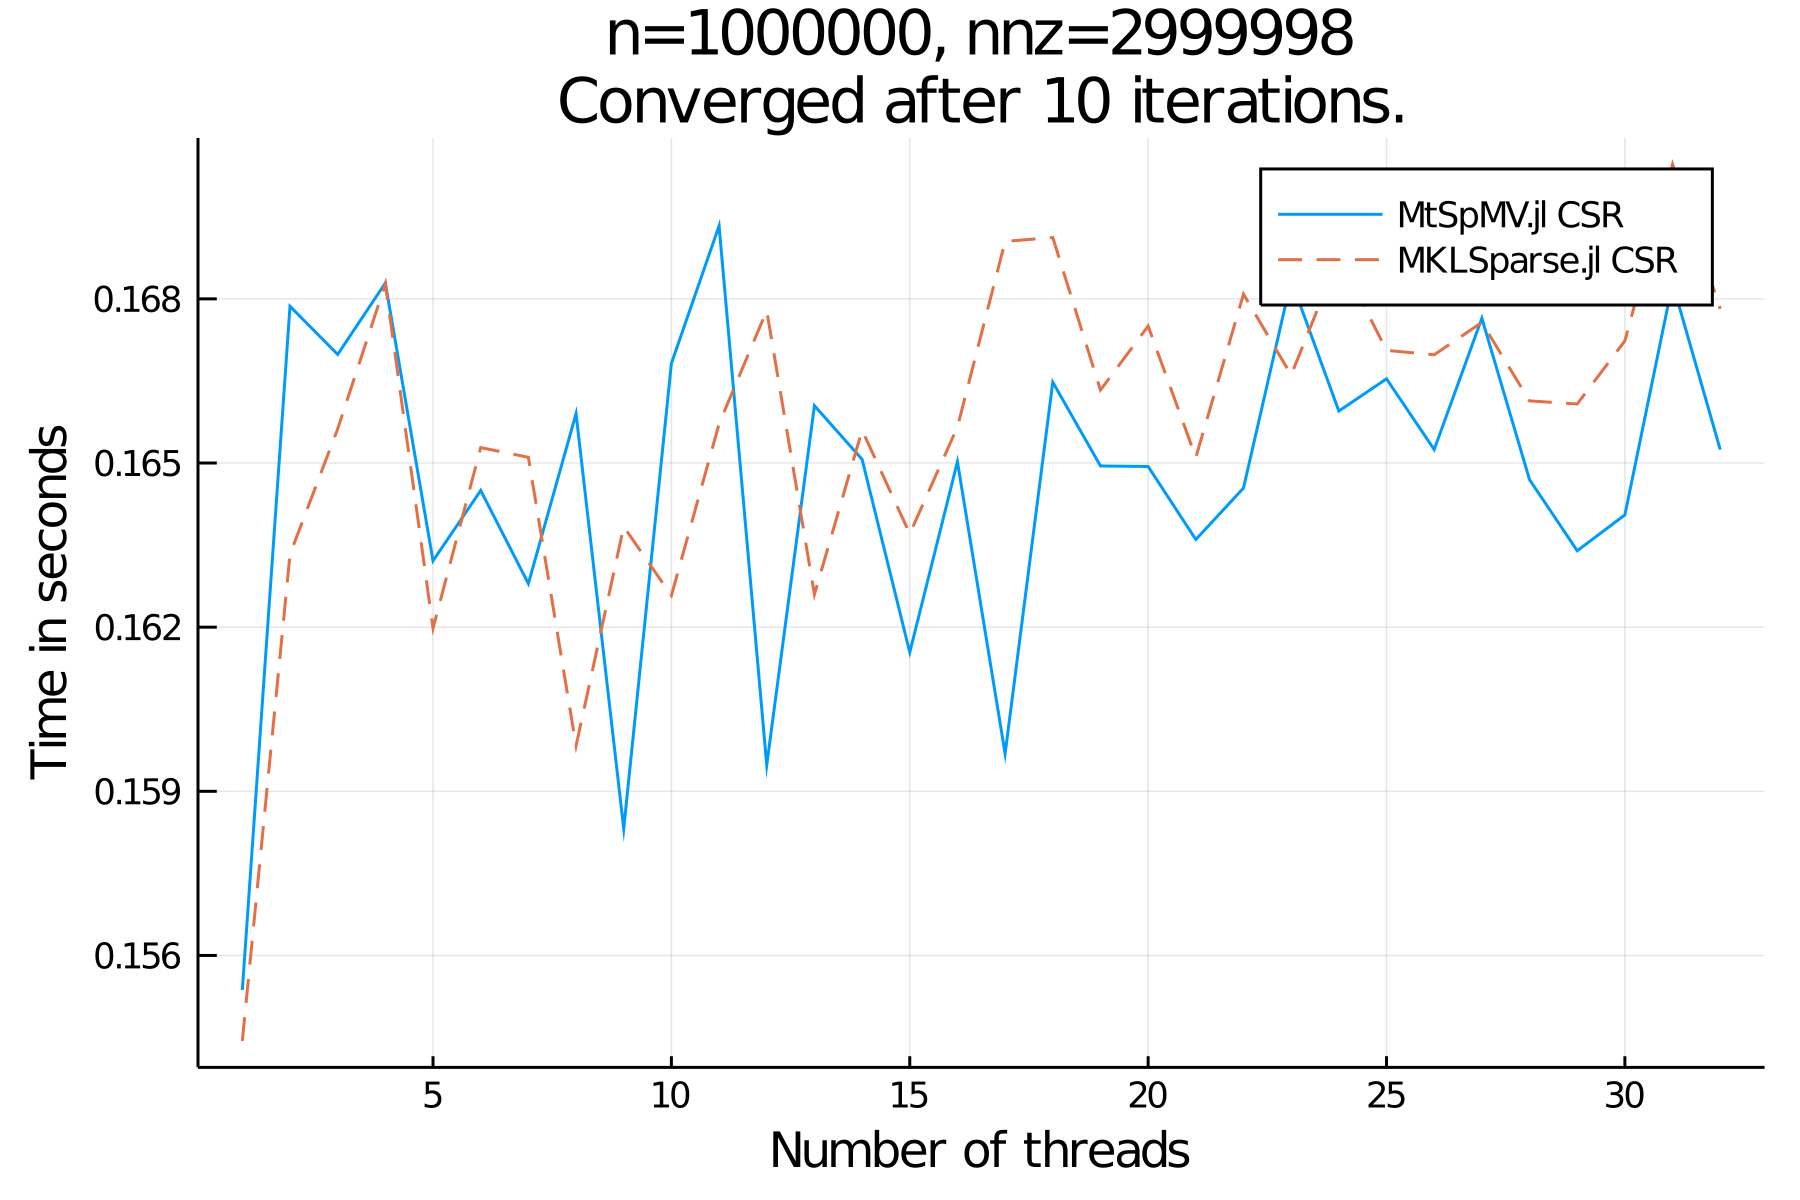 n=1000000, nnz=2999998
Converged after 10 iterations.
MtSpMV.jl CSR
MKLSparse.jl CSR
0.168
0.165
0.162
0.159
0.156
Time in seconds
5 10 15 20 25 30
Number of threads